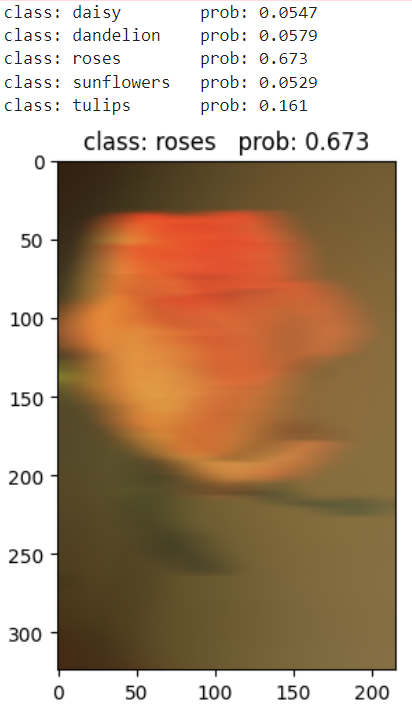 class: daisy prob: 0.0547
class: dandelion prob: 0.0579
class: roses prob: 0.673
class: sunflowers prob: 0.0529
class: tulips prob: 0.161
class: roses prob: 0.673
0
50
100
150
200
250
300
0 50 100 150 200